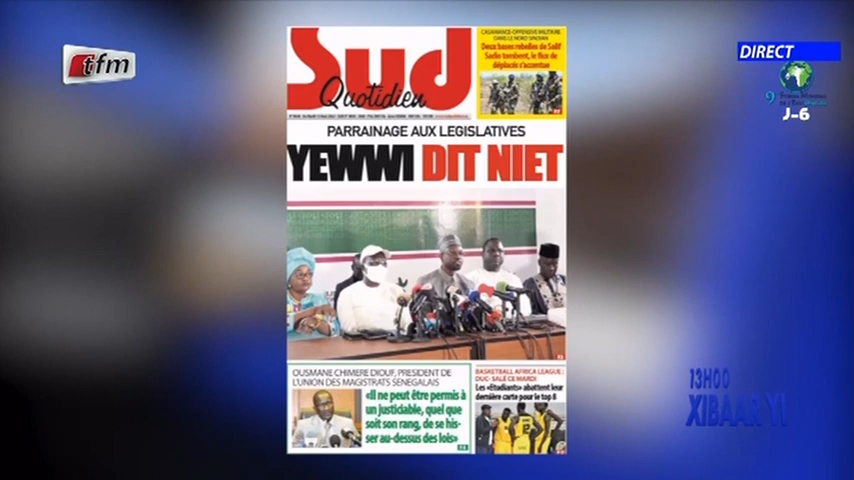 tfm
DIRECT
9
J-6
Sud
Quotidien
CASAMANCE-OFFENSIVE MILITAIRE
DANS LE NORD SINDIAN
Deux bases rebelles de Salif
Sadio tombent, le flux de
déplacés s'accentue
PARRAINAGE AUX LEGISLATIVES
YEWWI DIT NIET
OUSMANE CHIMERE DIOUF, PRESIDENT DE
L'UNION DES MAGISTRATS SENEGALAIS
«Il ne peut être permis à
un justiciable, quel que
soit son rang, de se his-
ser au-dessus des lois»
BASKETBALL AFRICA LEAGUE :
DUC- SALÉ CE MARDI
Les «Étudiants» abattent leur
dernière carte pour le top 8
13H00
XIBAAR YI